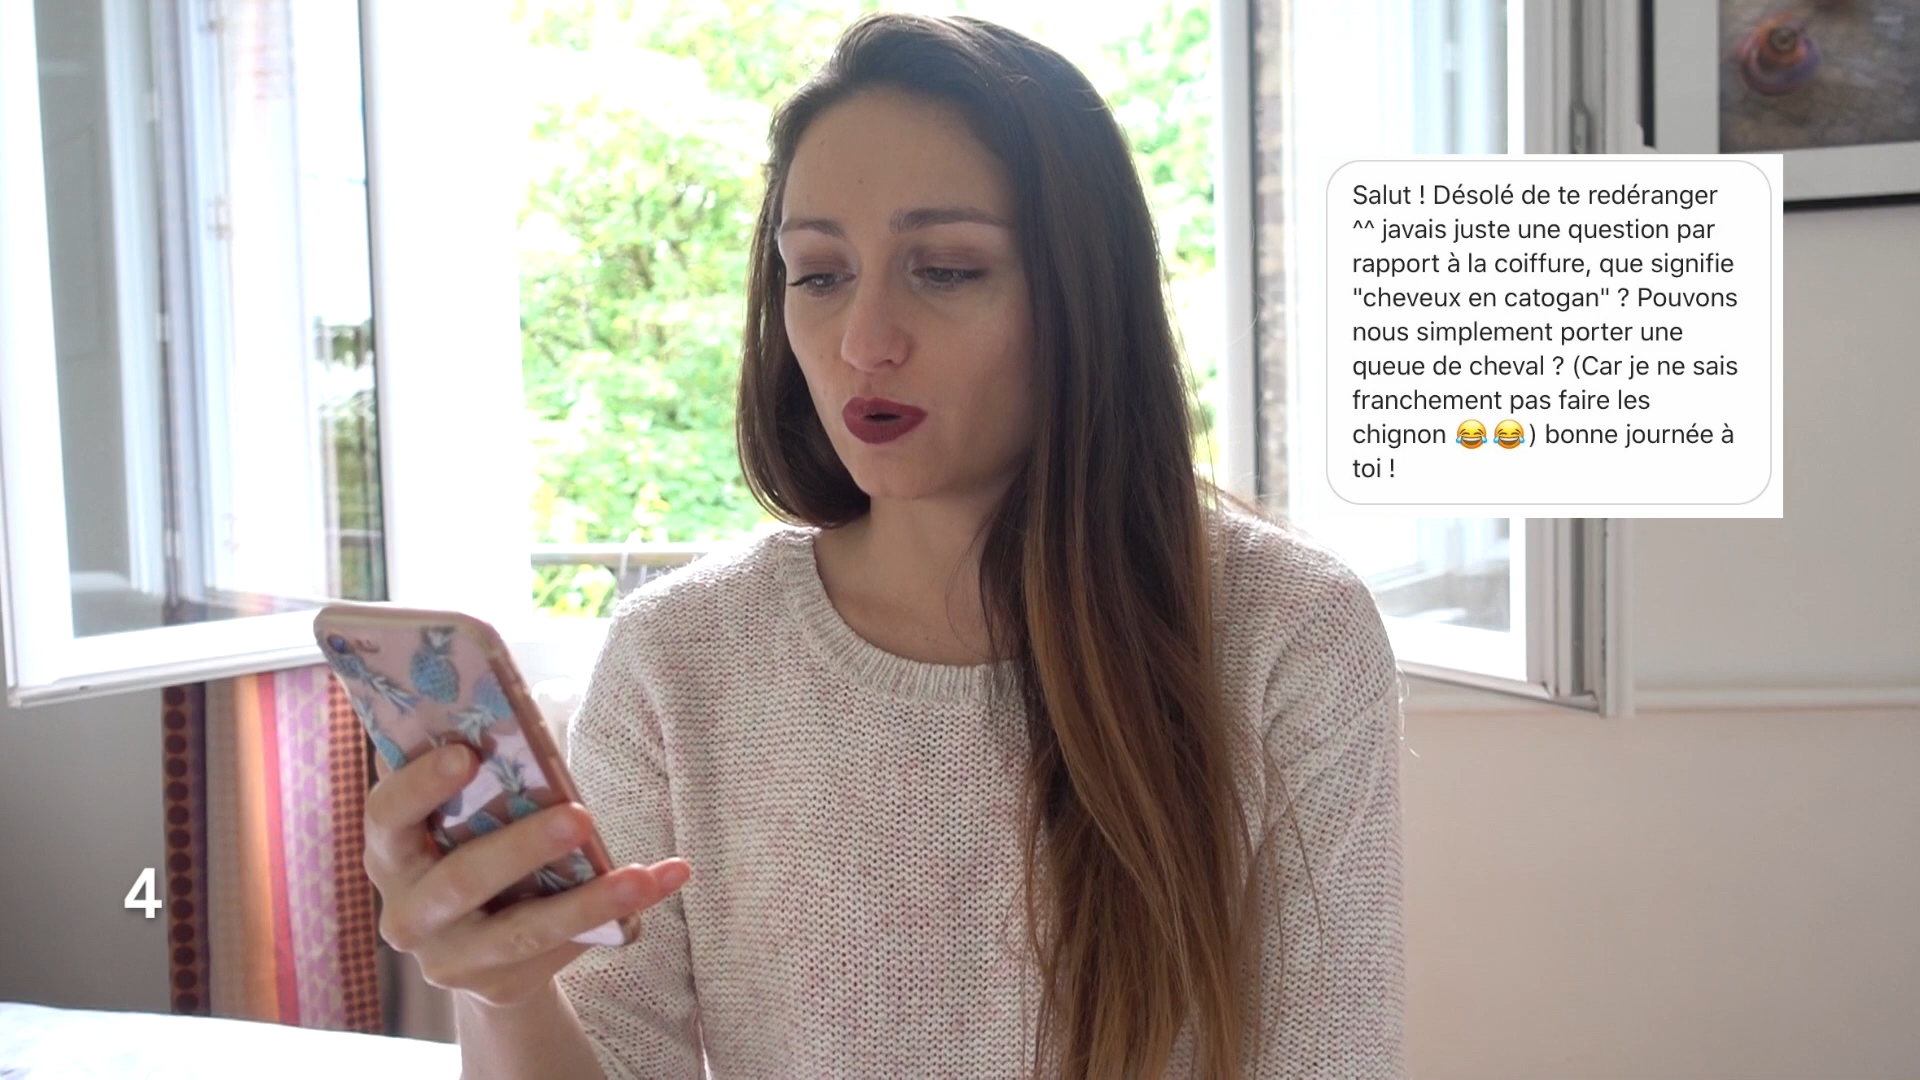 Salut ! Désolé de te redéranger
^^ javais juste une question par
rapport à la coiffure, que signifie
"cheveux en catogan" ? Pouvons
nous simplement porter une
queue de cheval ? (Car je ne sais
franchement pas faire les
chignon 😂😂) bonne journée à
toi !
4